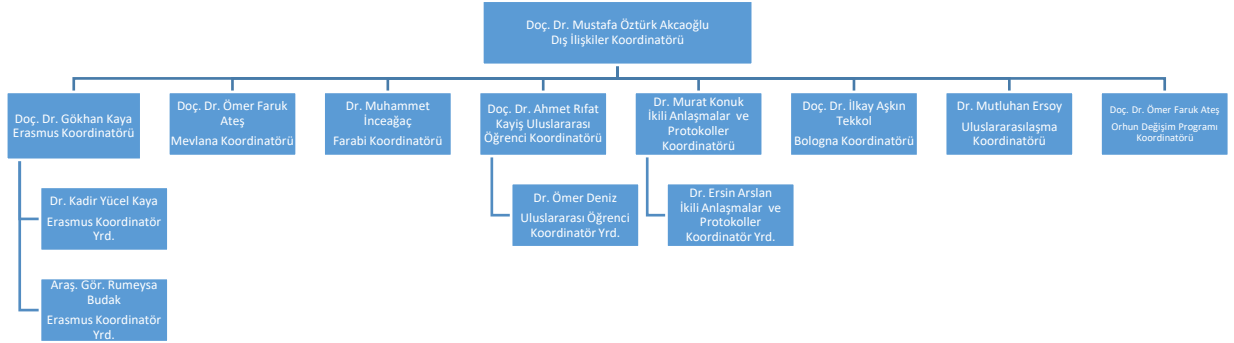 Doç. Dr. Mustafa Öztürk Akcaoğlu
Dış İlişkiler Koordinatörü
Doç. Dr. Gökhan Kaya
Erasmus Koordinatörü
Doç. Dr. Ömer Faruk
Ateş
Mevlana Koordinatörü
Dr. Muhammet
İnceağaç
Farabi Koordinatörü
Doç. Dr. Ahmet Rıfat
Kayiş Uluslararası
Öğrenci Koordinatörü
Dr. Murat Konuk
İkili Anlaşmalar ve
Protokoller
Koordinatörü
Doç. Dr. İlkay Aşkın
Tekkol
Bologna Koordinatörü
Dr. Mutluhan Ersoy
Uluslararasılaşma
Koordinatörü
Doç. Dr. Ömer Faruk Ateş
Orhun Değişim Programı
Koordinatörü
Dr. Kadir Yücel Kaya
Erasmus Koordinatör
Yrd.
Dr. Ömer Deniz
Uluslararası Öğrenci
Koordinatör Yrd.
Dr. Ersin Arslan
İkili Anlaşmalar ve
Protokoller
Koordinatör Yrd.
Araş. Gör. Rumeysa
Budak
Erasmus Koordinatör
Yrd.